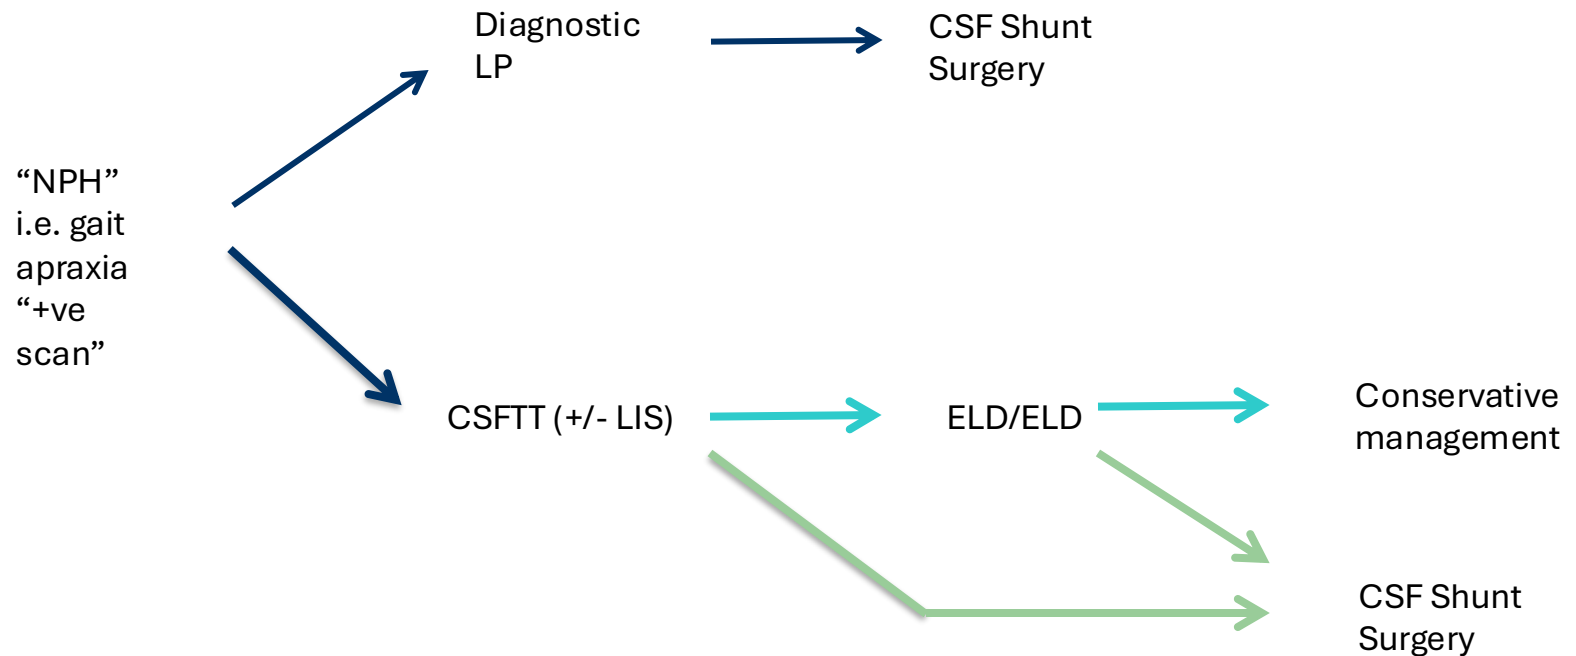 Diagnostic
LP
CSF Shunt
Surgery
“NPH”
i.e. gait
apraxia
“+ve
scan”
CSFTT (+/- LIS)
ELD/ELD
Conservative
management
CSF Shunt
Surgery